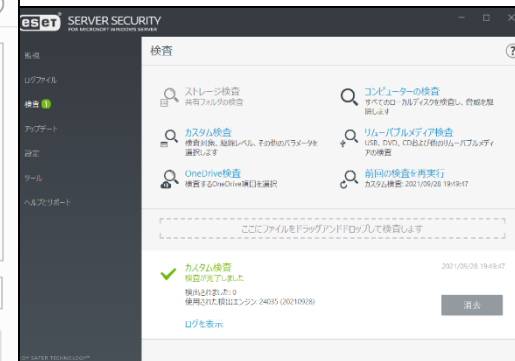 eset SERVER SECURITY
FOR MICROSOFT WINDOWS SERVER
監視
ログファイル
検査 1
アップデート
設定
ツール
ヘルプとサポート
検査
?
ストレージ検査
共有フォルダの検査
コンピューターの検査
すべてのローカルディスクを検査し、脅威を駆除します
カスタム検査
検査対象、駆除レベル、その他のパラメータを
選択します
リムーバブルメディア検査
USB、DVD、CDおよび他のリムーバブルメディ
アの検査
OneDrive検査
検査するOneDrive項目を選択
前回の検査を再実行
カスタム検査: 2021/09/28 19:49:47
ここにファイルをドラッグアンドドロップして検査します
カスタム検査
2021/09/28 19:49:47
検査が完了しました
検出されました: 0
使用された検出エンジン: 24035 (20210928)
消去
ログを表示
BY SAFER TECHNOLOGY